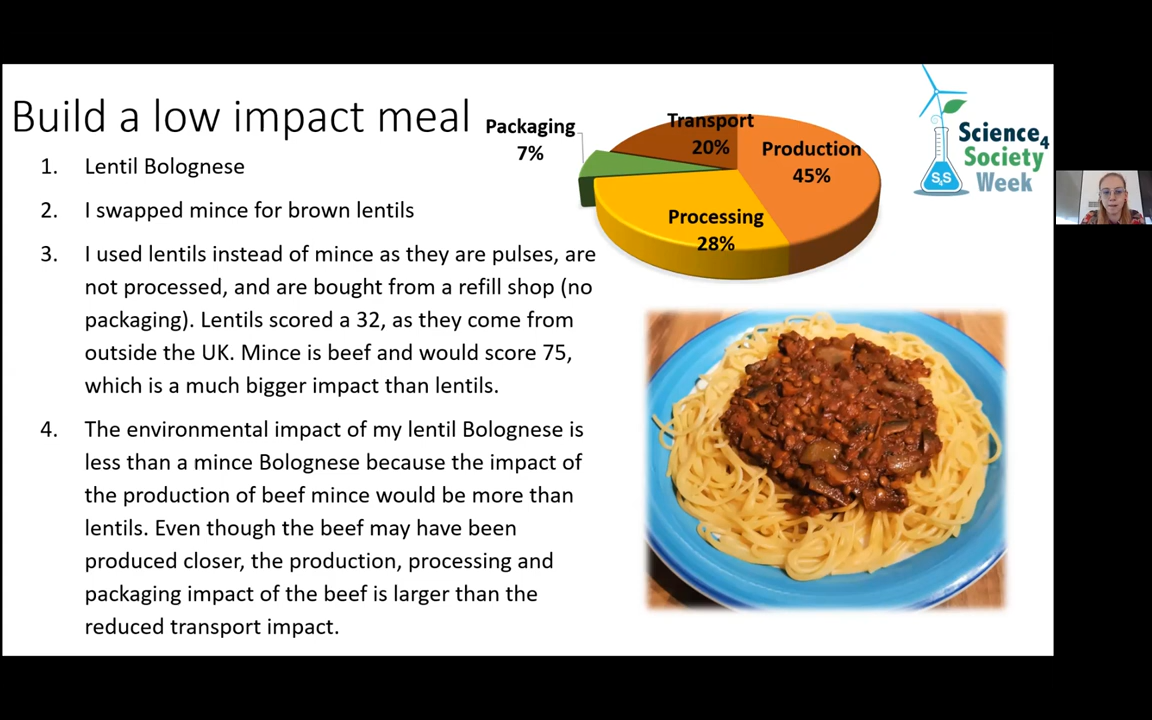 Build a low impact meal
1. Lentil Bolognese
2. I swapped mince for brown lentils
3. I used lentils instead of mince as they are pulses, are
not processed, and are bought from a refill shop (no
packaging). Lentils scored a 32, as they come from
outside the UK. Mince is beef and would score 75,
which is a much bigger impact than lentils.
4. The environmental impact of my lentil Bolognese is
less than a mince Bolognese because the impact of
the production of beef mince would be more than
lentils. Even though the beef may have been
produced closer, the production, processing and
packaging impact of the beef is larger than the
reduced transport impact.
Packaging
7%
Transport
20%
Production
45%
Processing
28%
Science4
Society
Week
S4S